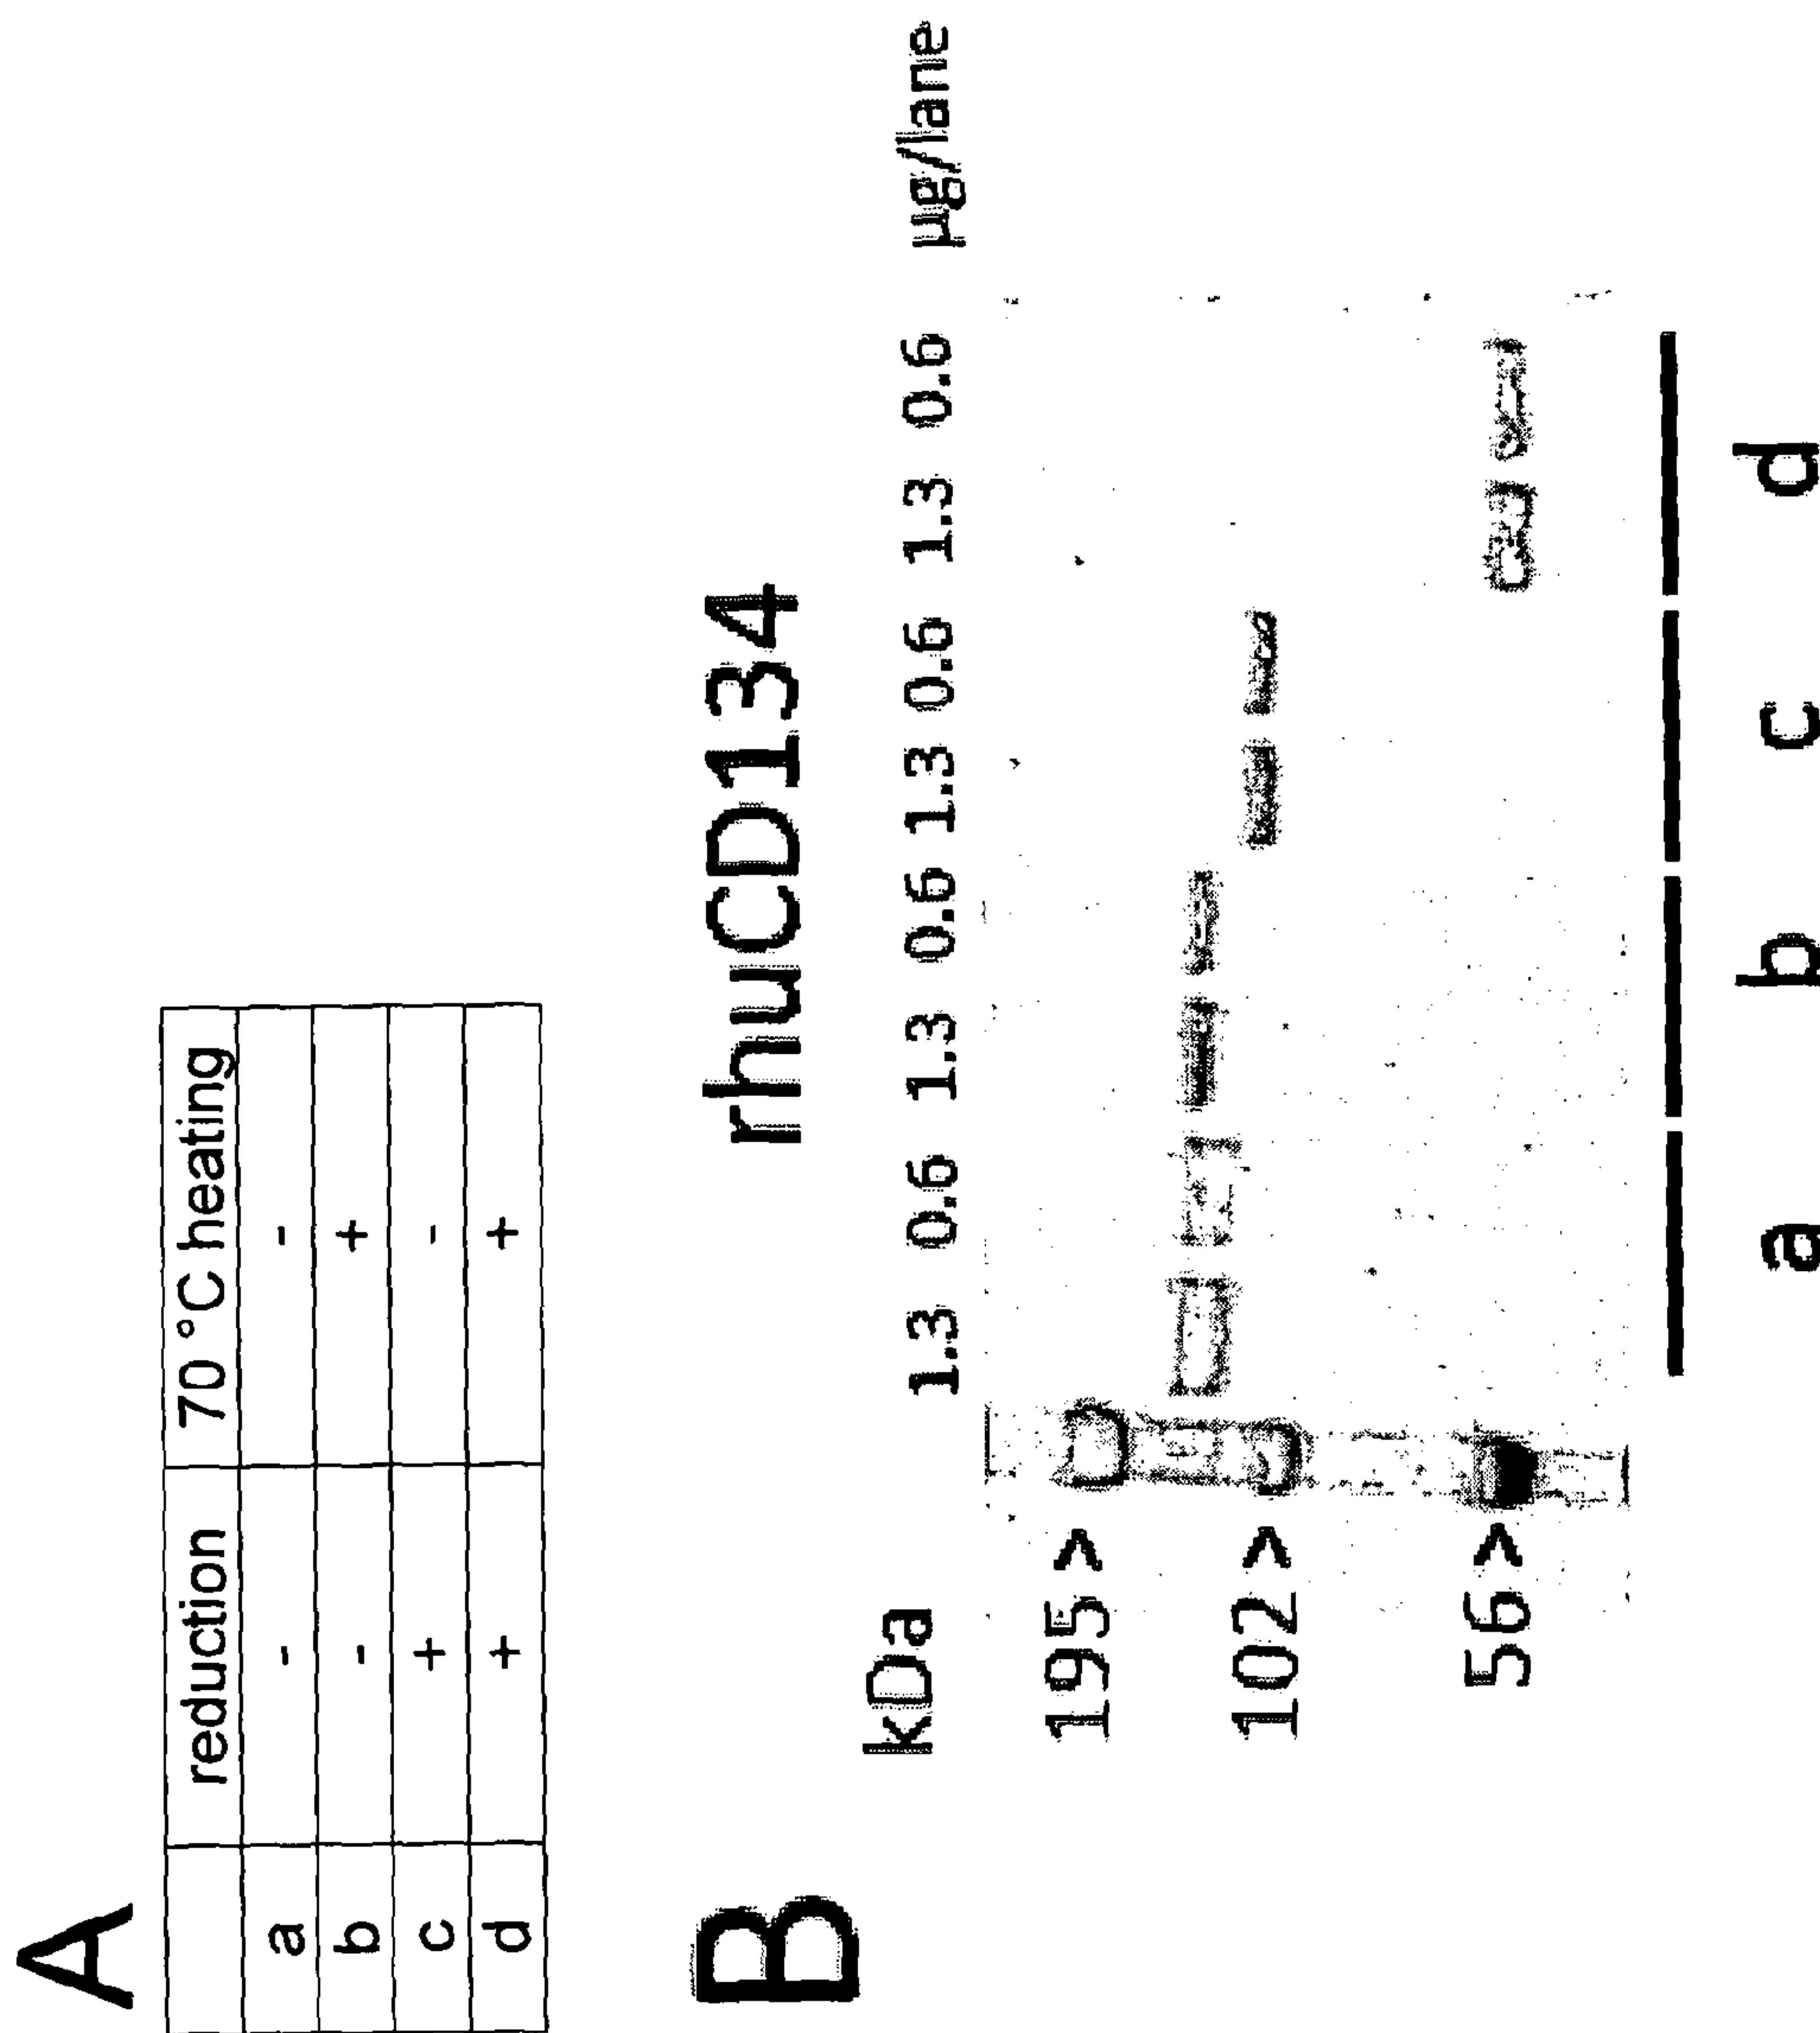 A
reduction 70 °C heating
a - -
b - +
c + -
d + +
B
rhuCD134
kDa 1.3 0.6 1.3 0.6 1.3 0.6 1.3 0.6 µg/lane
195 >
102 >
56 >
a b c d